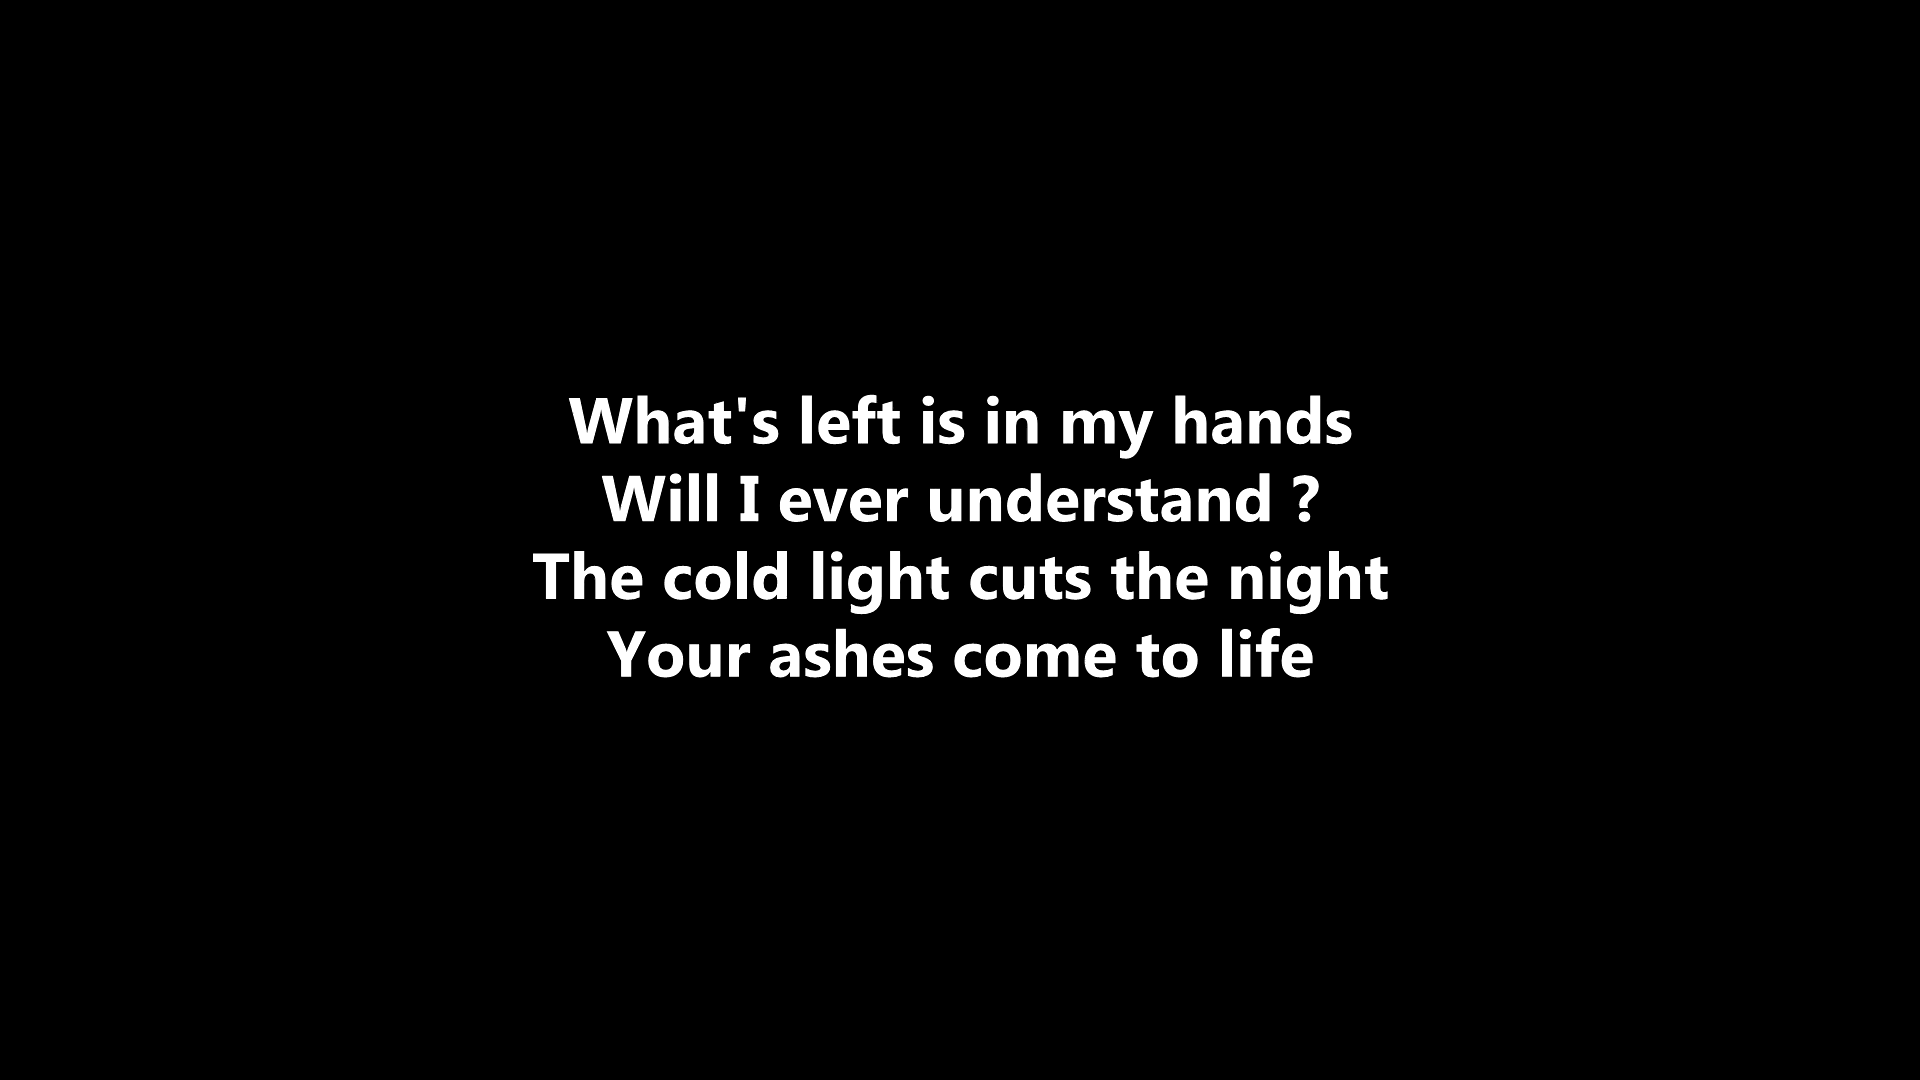 What's left is in my hands
Will I ever understand ?
The cold light cuts the night
Your ashes come to life